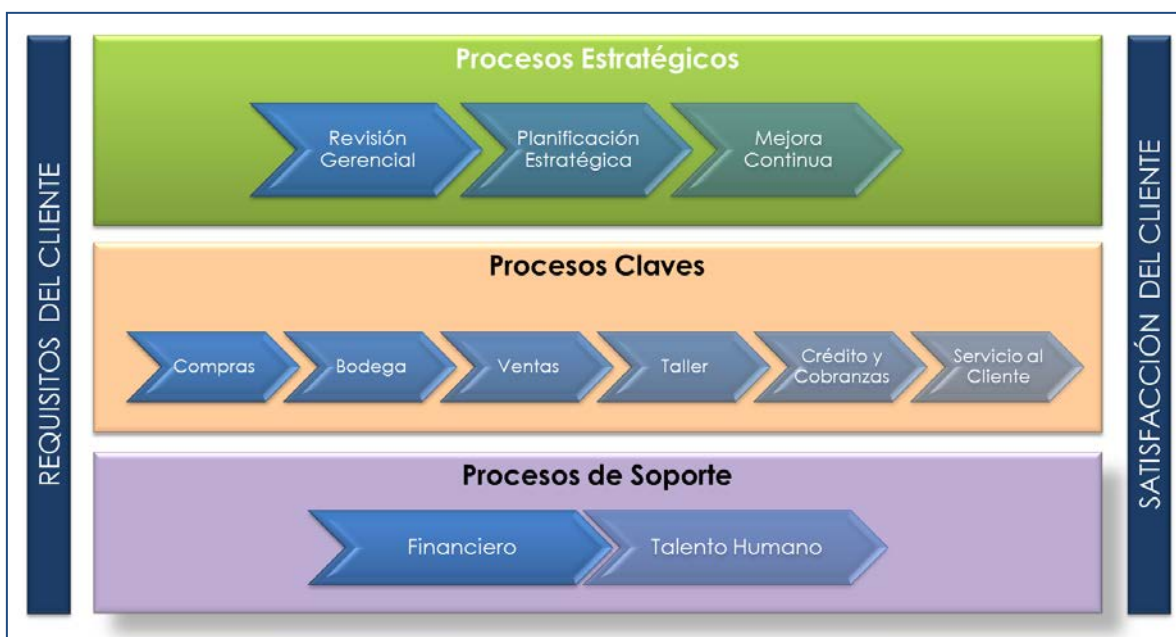 REQUISITOS DEL CLIENTE
Procesos Estratégicos
Revisión
Gerencial
Planificación
Estratégica
Mejora
Continua
Procesos Claves
Compras
Bodega
Ventas
Taller
Crédito y
Cobranzas
Servicio al
Cliente
Procesos de Soporte
Financiero
Talento Humano
SATISFACCIÓN DEL CLIENTE